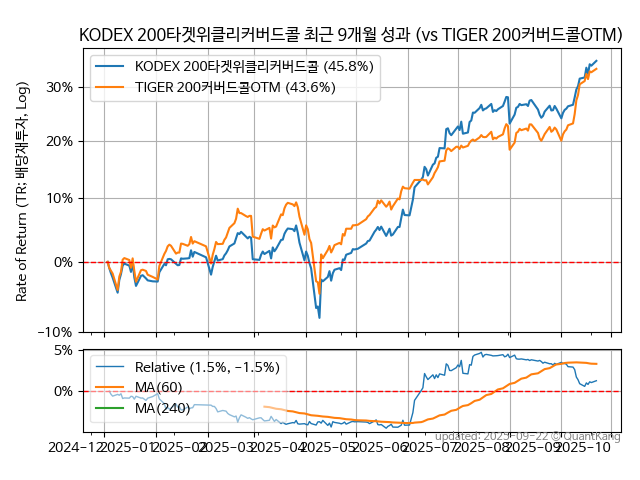 KODEX 200타겟위클리커버드콜 최근 9개월 성과 (vs TIGER 200커버드콜OTM)
Rate of Return (TR: 배당재투자, Log)
KODEX 200타겟위클리커버드콜 (45.8%)
TIGER 200커버드콜OTM (43.6%)
30%
20%
10%
0%
−10%
5%
0%
Relative (1.5%, −1.5%)
MA(60)
MA(240)
2024-12 2025-01 2025-02 2025-03 2025-04 2025-05 2025-06 2025-07 2025-08 2025-09 2025-10
updated: 2025-09-22 © QuantKang